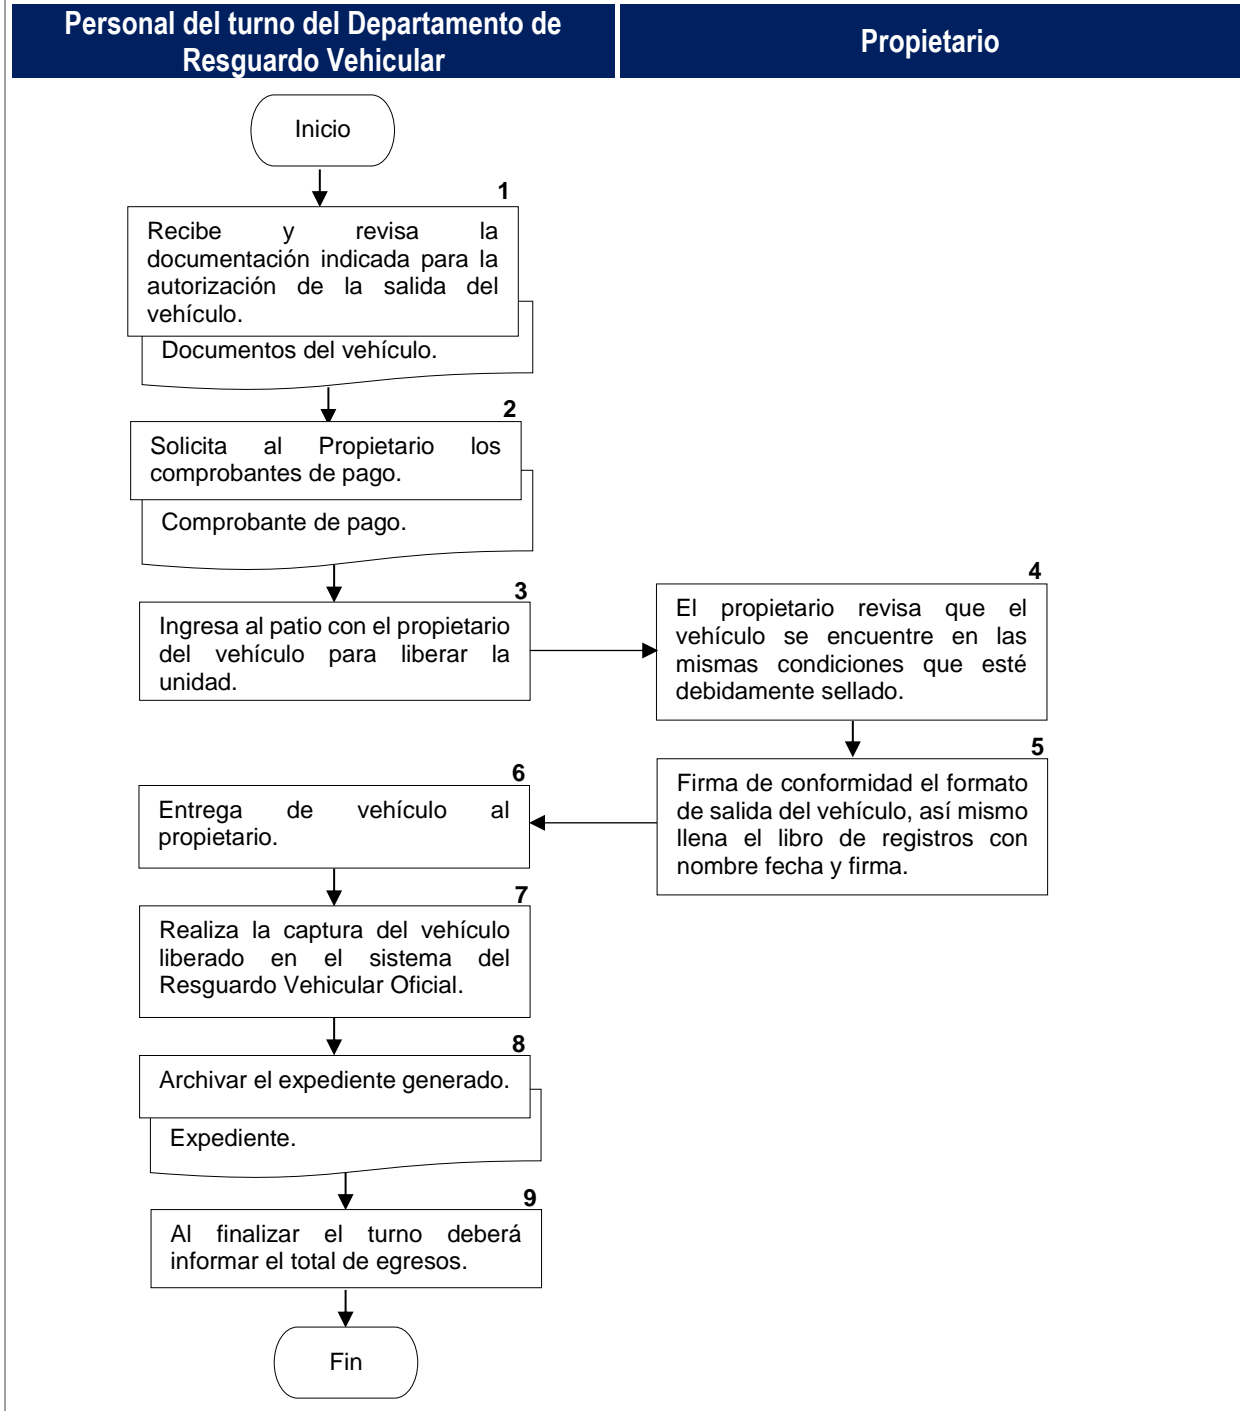 Personal del turno del Departamento de
Resguardo Vehicular
Propietario
Inicio
1
Recibe y revisa la
documentación indicada para la
autorización de la salida del
vehículo.
Documentos del vehículo.
2
Solicita al Propietario los
comprobantes de pago.
Comprobante de pago.
3
Ingresa al patio con el propietario
del vehículo para liberar la
unidad.
4
El propietario revisa que el
vehículo se encuentre en las
mismas condiciones que esté
debidamente sellado.
5
Firma de conformidad el formato
de salida del vehículo, así mismo
llena el libro de registros con
nombre fecha y firma.
6
Entrega de vehículo al
propietario.
7
Realiza la captura del vehículo
liberado en el sistema del
Resguardo Vehicular Oficial.
8
Archivar el expediente generado.
Expediente.
9
Al finalizar el turno deberá
informar el total de egresos.
Fin